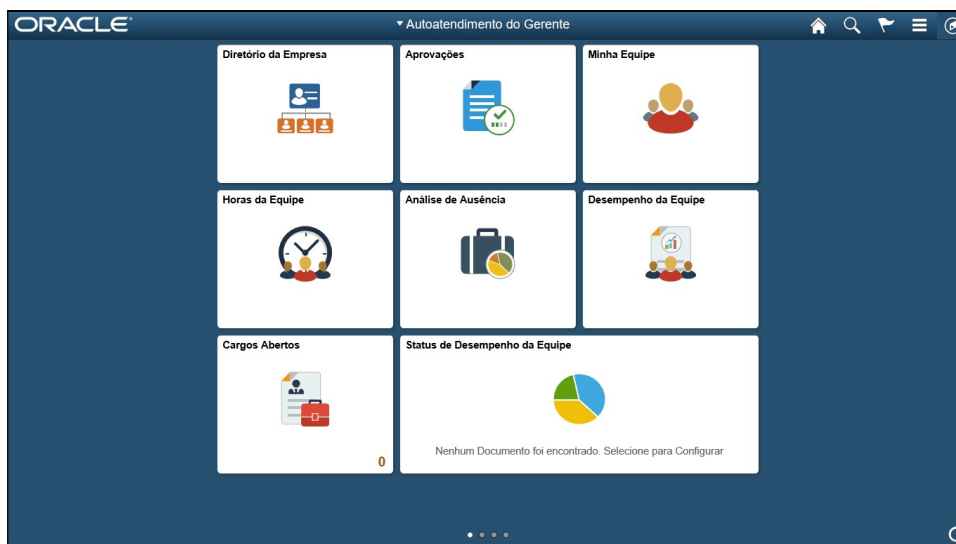 ORACLE
Autoatendimento do Gerente
Diretório da Empresa
Aprovações
Minha Equipe
Horas da Equipe
Análise de Ausência
Desempenho da Equipe
Cargos Abertos
Status de Desempenho da Equipe
0
Nenhum Documento foi encontrado. Selecione para Configurar